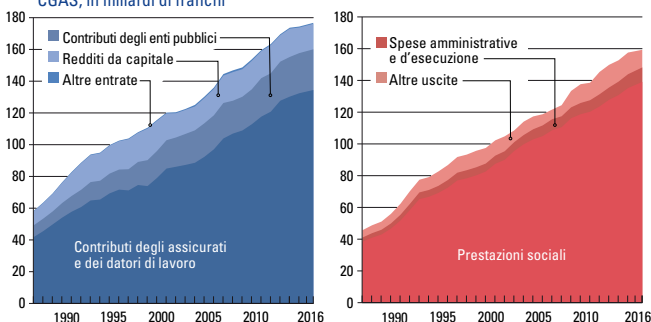 CGAS, in miliardi di franchi
180
160
140
120
100
80
60
40
20
0
Contributi degli enti pubblici
Redditi da capitale
Altre entrate
Contributi degli assicurati
e dei datori di lavoro
1990 1995 2000 2005 2010 2016
180
160
140
120
100
80
60
40
20
0
Spese amministrative
e d’esecuzione
Altre uscite
Prestazioni sociali
1990 1995 2000 2005 2010 2016